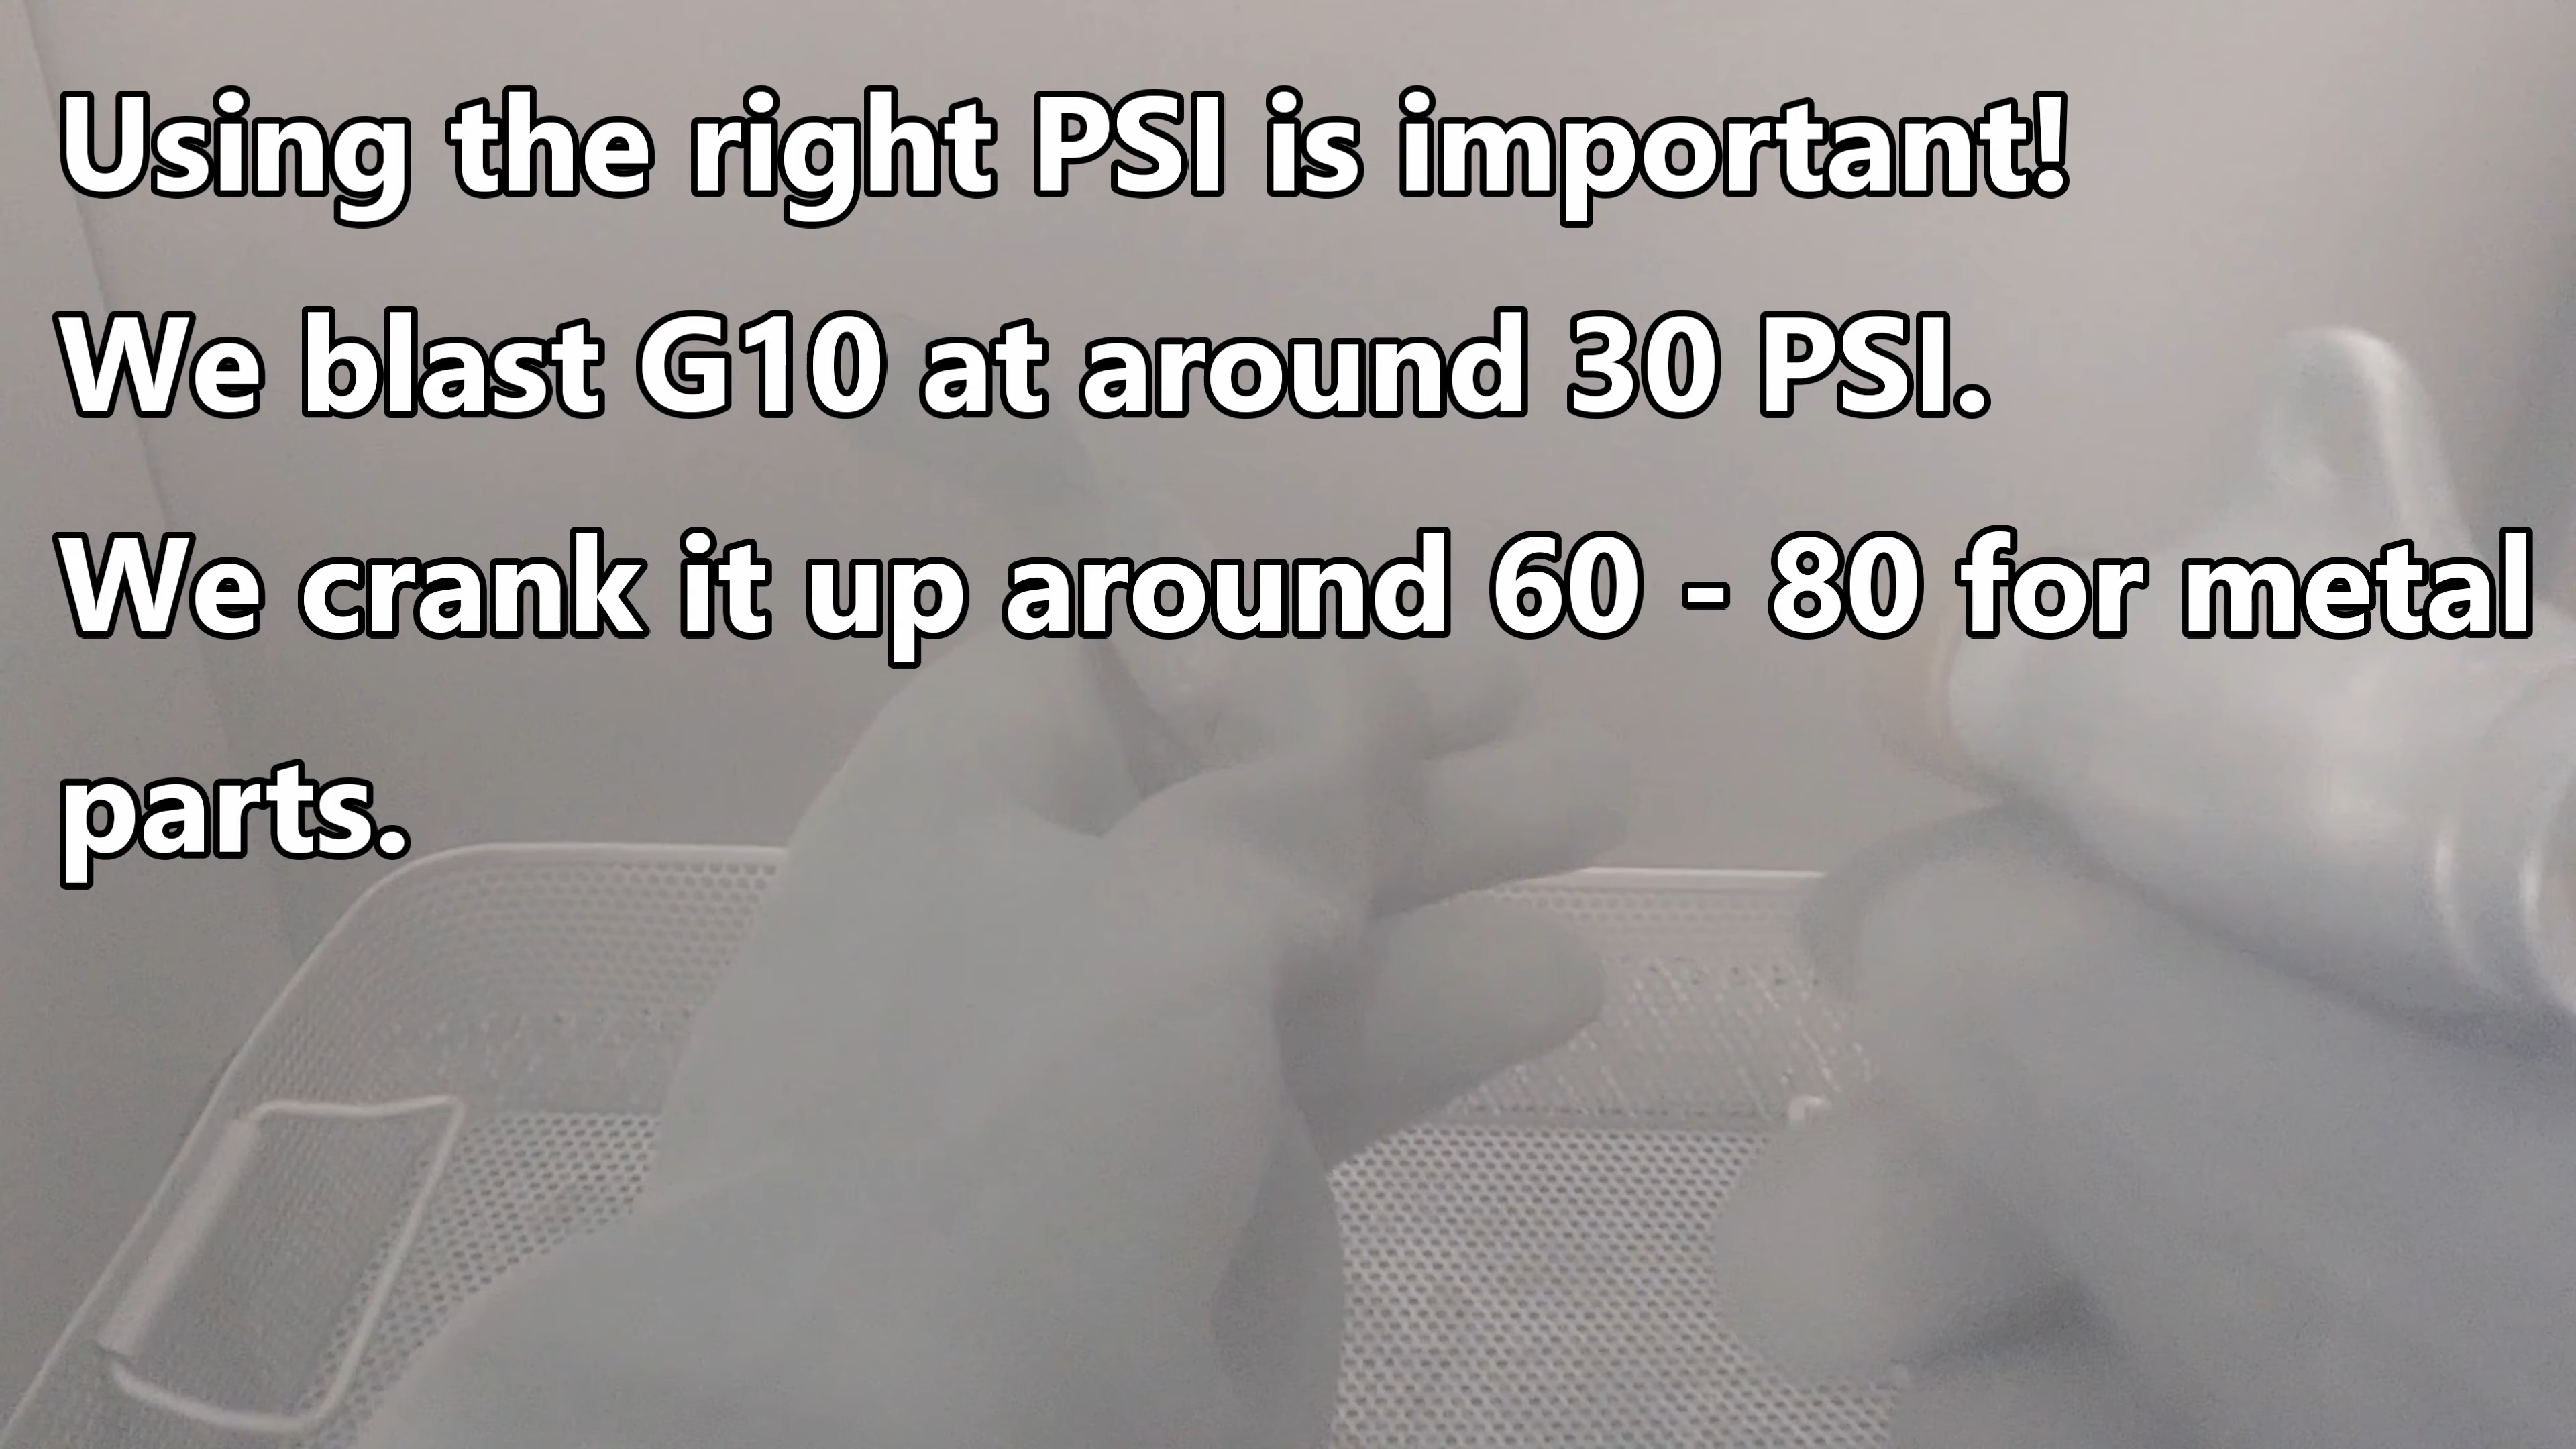 Using the right PSI is important!
We blast G10 at around 30 PSI.
We crank it up around 60 - 80 for metal
parts.